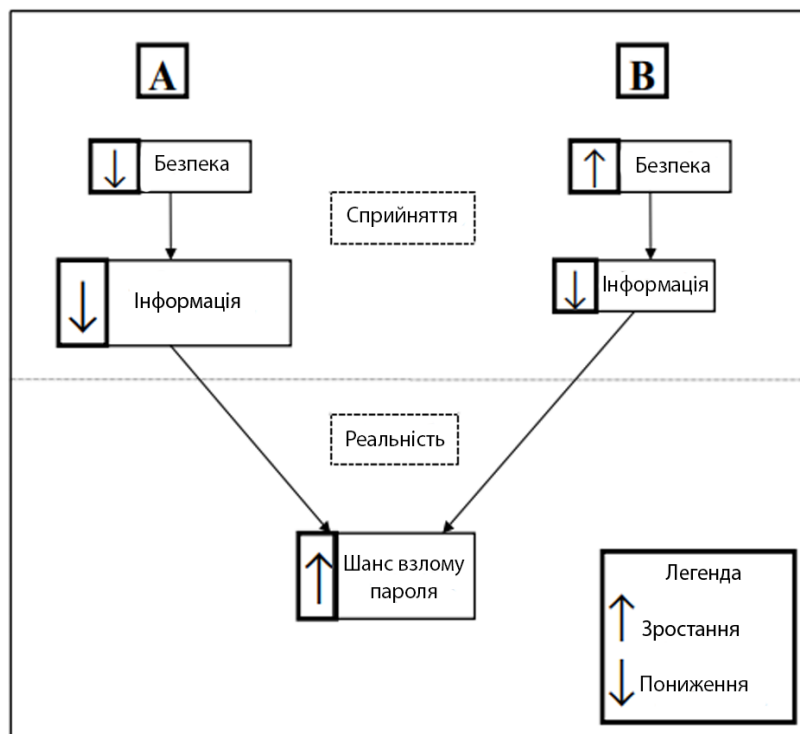 A
B
Безпека
Безпека
Сприйняття
Інформація
Інформація
Реальність
Шанс взлому
пароля
Легенда
Зростання
Пониження